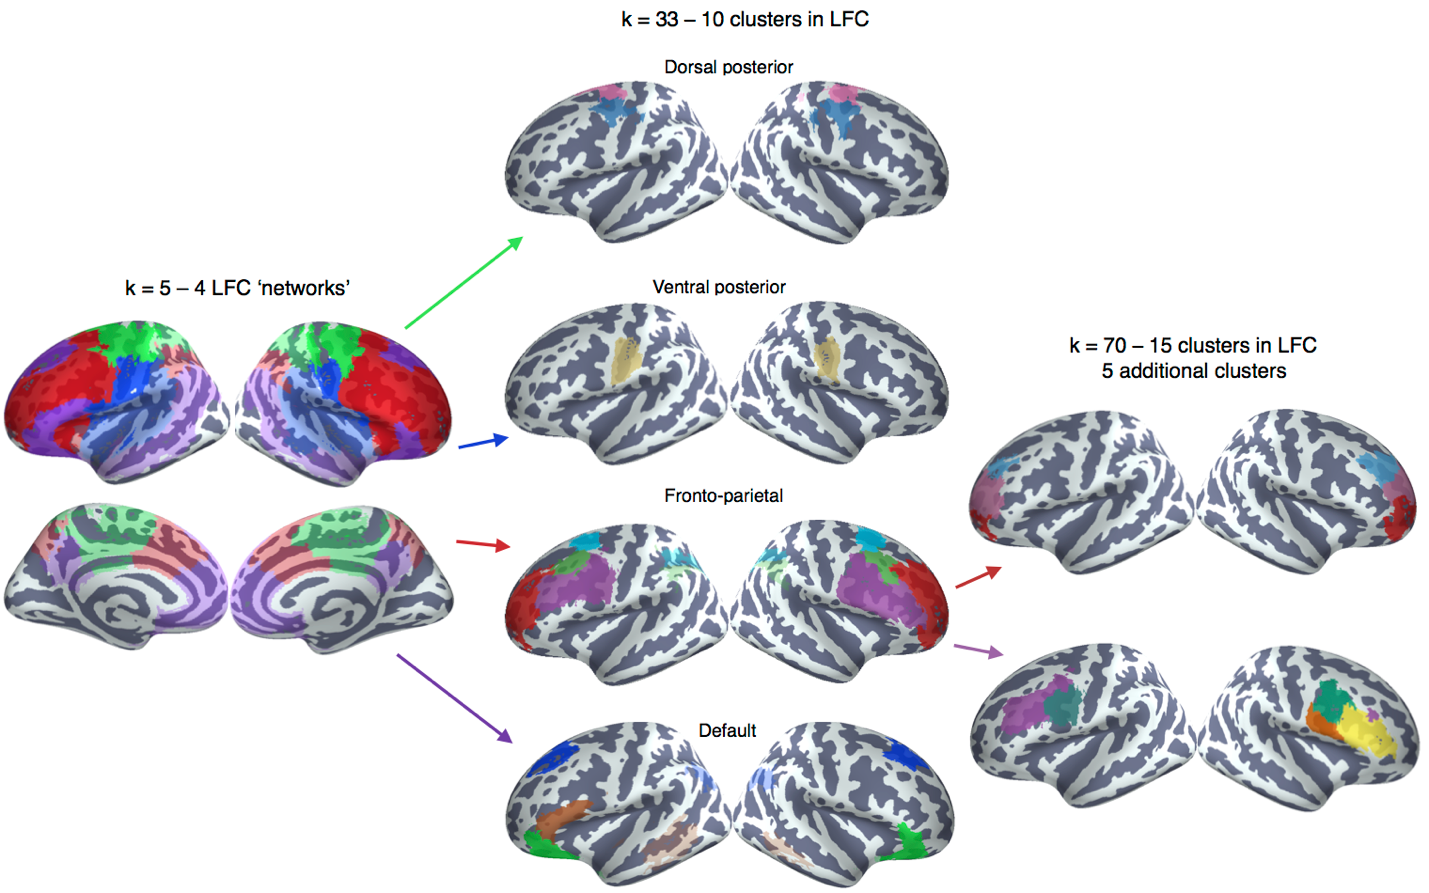 k = 33 – 10 clusters in LFC
Dorsal posterior
k = 5 – 4 LFC ‘networks’
Ventral posterior
k = 70 – 15 clusters in LFC
5 additional clusters
Fronto-parietal
Default